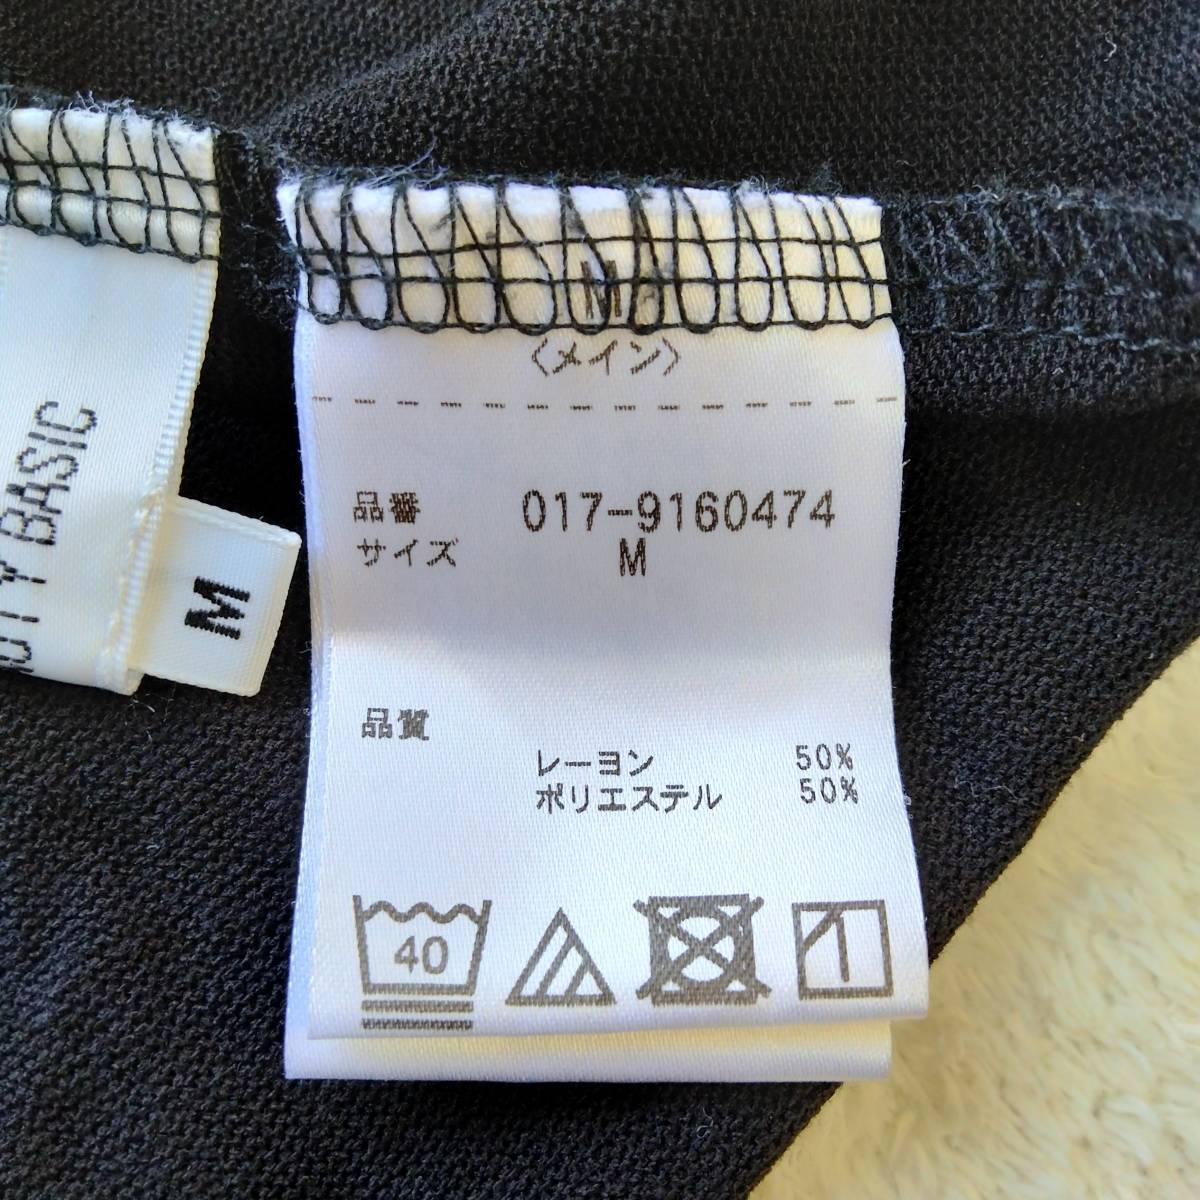 M
〈メイン〉
品番 017-9160474
サイズ M
品質
レーヨン 50%
ポリエステル 50%
40
BASIC
M